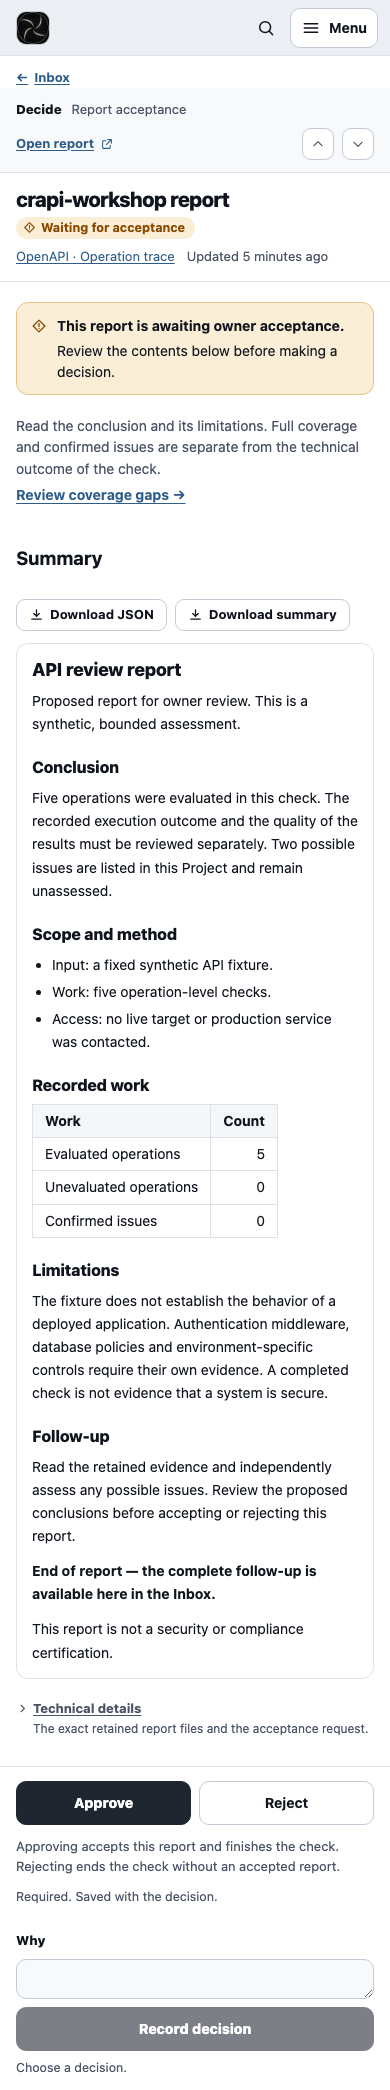 Menu
← Inbox
Decide Report acceptance
Open report
crapi-workshop report
Waiting for acceptance
OpenAPI · Operation trace Updated 5 minutes ago
This report is awaiting owner acceptance.
Review the contents below before making a
decision.
Read the conclusion and its limitations. Full coverage
and confirmed issues are separate from the technical
outcome of the check.
Review coverage gaps →
Summary
Download JSON Download summary
API review report
Proposed report for owner review. This is a
synthetic, bounded assessment.
Conclusion
Five operations were evaluated in this check. The
recorded execution outcome and the quality of the
results must be reviewed separately. Two possible
issues are listed in this Project and remain
unassessed.
Scope and method
• Input: a fixed synthetic API fixture.
• Work: five operation-level checks.
• Access: no live target or production service
was contacted.
Recorded work
Work Count
Evaluated operations 5
Unevaluated operations 0
Confirmed issues 0
Limitations
The fixture does not establish the behavior of a
deployed application. Authentication middleware,
database policies and environment-specific
controls require their own evidence. A completed
check is not evidence that a system is secure.
Follow-up
Read the retained evidence and independently
assess any possible issues. Review the proposed
conclusions before accepting or rejecting this
report.
End of report — the complete follow-up is
available here in the Inbox.
This report is not a security or compliance
certification.
Technical details
The exact retained report files and the acceptance request.
Approve Reject
Approving accepts this report and finishes the check.
Rejecting ends the check without an accepted report.
Required. Saved with the decision.
Why
Record decision
Choose a decision.